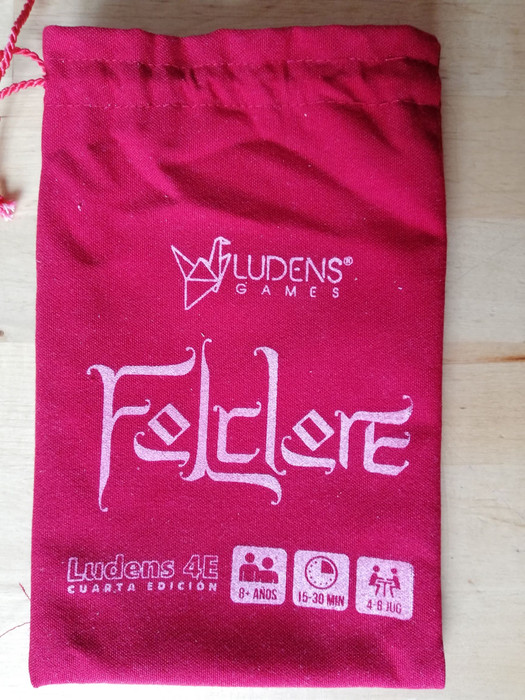 LUDENS®
GAMES
Folclore
Ludens 4E
CUARTA EDICIÓN
8+ AÑOS
15-30 MIN
4-8 JUG